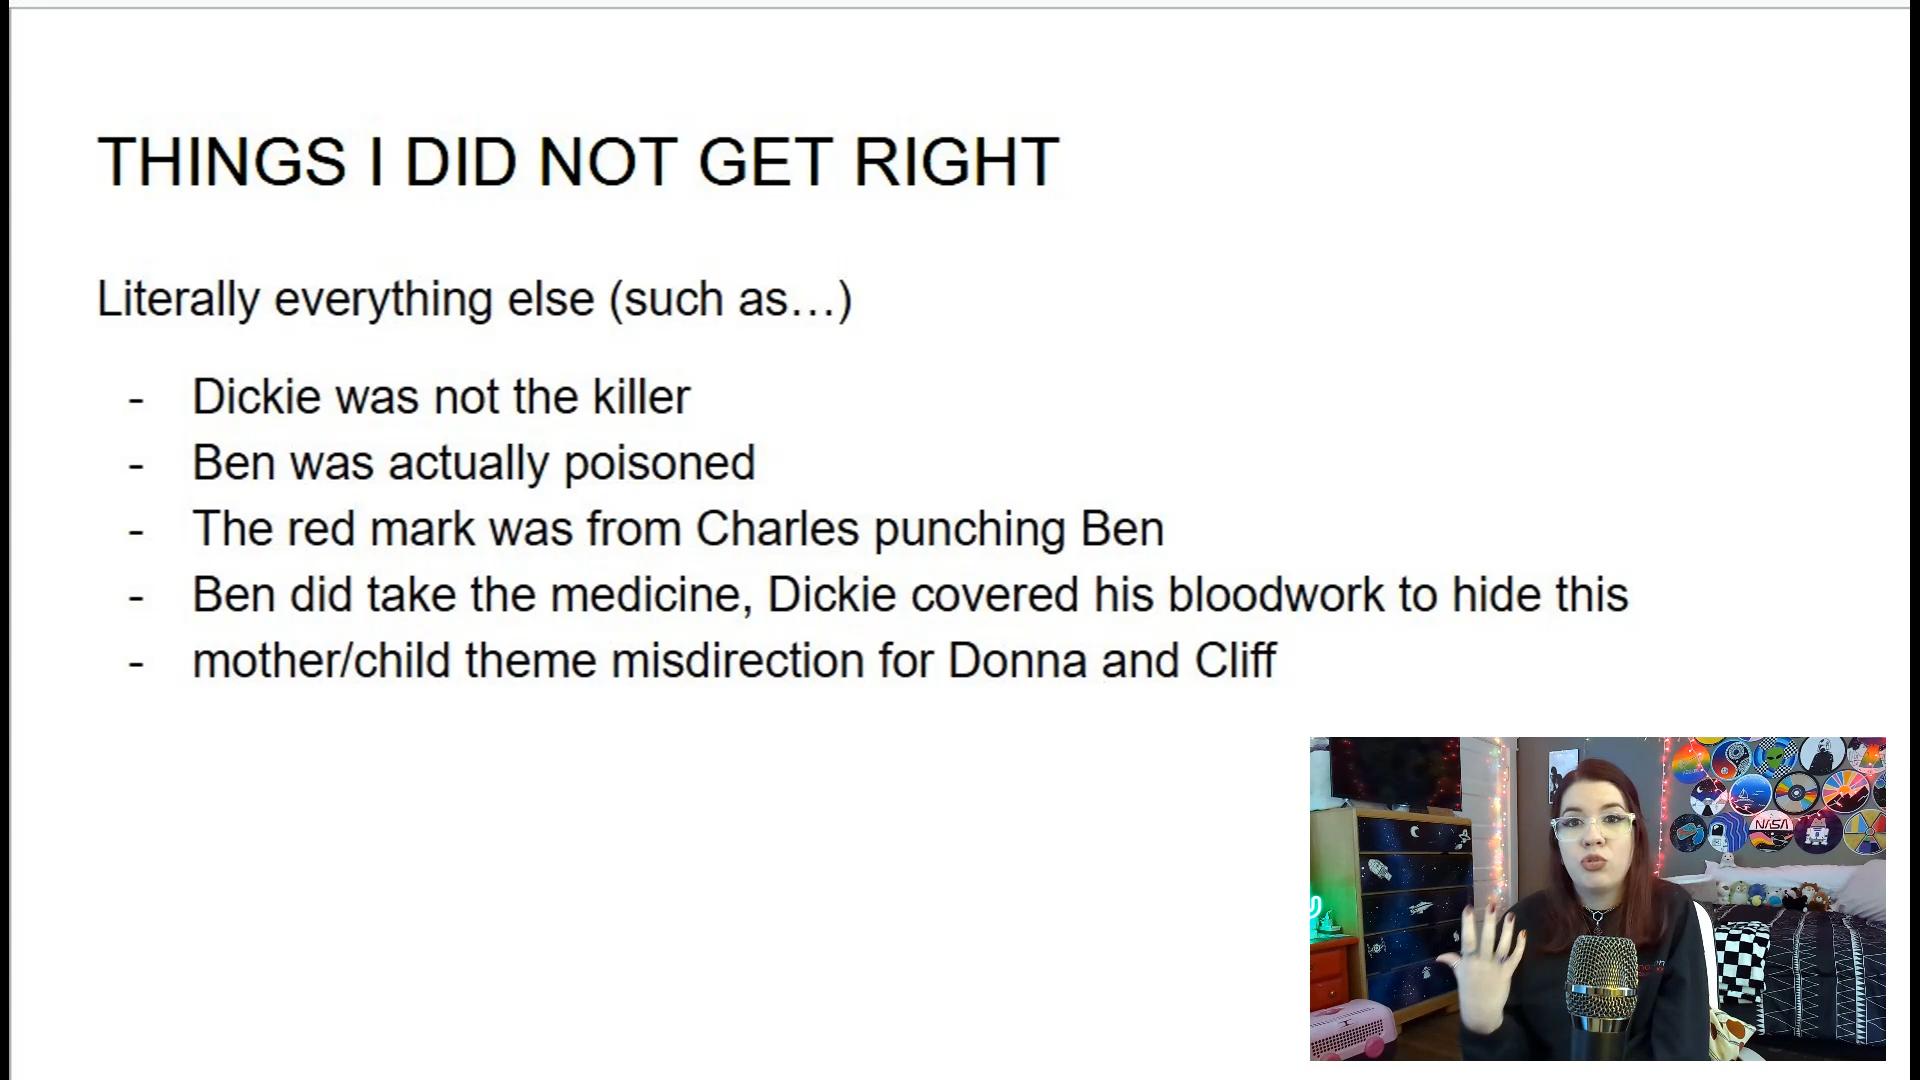 THINGS I DID NOT GET RIGHT
Literally everything else (such as…)
- Dickie was not the killer
- Ben was actually poisoned
- The red mark was from Charles punching Ben
- Ben did take the medicine, Dickie covered his bloodwork to hide this
- mother/child theme misdirection for Donna and Cliff
NASA